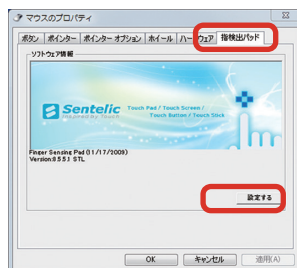 マウスのプロパティ
ボタン ポインター ポインター オプション ホイール ハードウェア 指検出パッド
ソフトウェア情報
Sentelic
Inspired by Touch
Touch Pad / Touch Screen /
Touch Button / Touch Stick
Finger Sensing Pad (11/17/2009)
Version:8.5.5.1 STL
設定する
OK キャンセル 適用(A)